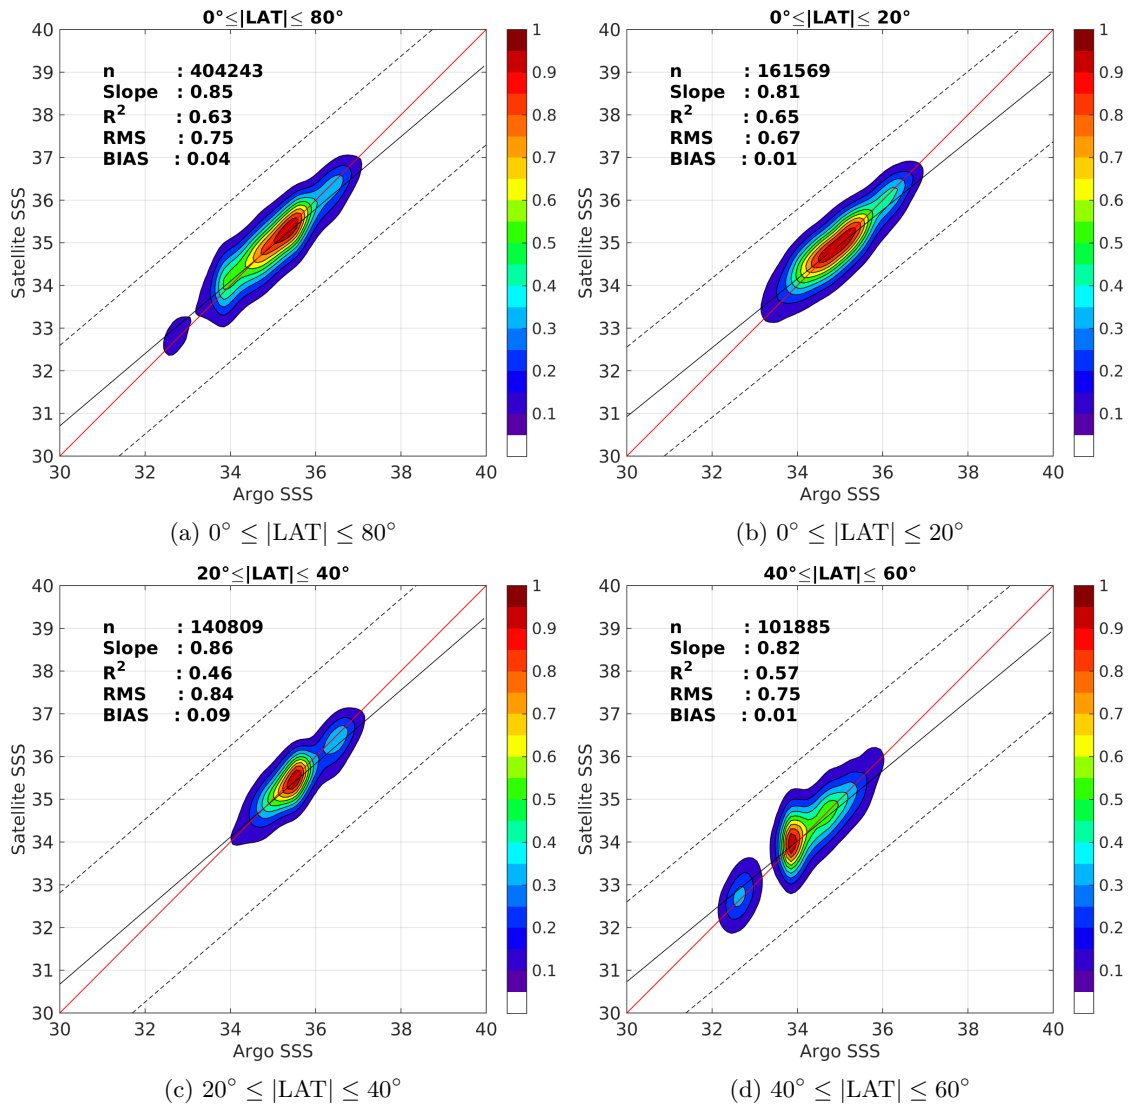 0°≤|LAT|≤ 80°
n : 404243
Slope : 0.85
R2 : 0.63
RMS : 0.75
BIAS : 0.04
Satellite SSS
40
39
38
37
36
35
34
33
32
31
30
30 32 34 36 38 40
Argo SSS
1
0.9
0.8
0.7
0.6
0.5
0.4
0.3
0.2
0.1
(a) 0° ≤ |LAT| ≤ 80°
0°≤|LAT|≤ 20°
n : 161569
Slope : 0.81
R2 : 0.65
RMS : 0.67
BIAS : 0.01
Satellite SSS
40
39
38
37
36
35
34
33
32
31
30
30 32 34 36 38 40
Argo SSS
1
0.9
0.8
0.7
0.6
0.5
0.4
0.3
0.2
0.1
(b) 0° ≤ |LAT| ≤ 20°
20°≤|LAT|≤ 40°
n : 140809
Slope : 0.86
R2 : 0.46
RMS : 0.84
BIAS : 0.09
Satellite SSS
40
39
38
37
36
35
34
33
32
31
30
30 32 34 36 38 40
Argo SSS
1
0.9
0.8
0.7
0.6
0.5
0.4
0.3
0.2
0.1
(c) 20° ≤ |LAT| ≤ 40°
40°≤|LAT|≤ 60°
n : 101885
Slope : 0.82
R2 : 0.57
RMS : 0.75
BIAS : 0.01
Satellite SSS
40
39
38
37
36
35
34
33
32
31
30
30 32 34 36 38 40
Argo SSS
1
0.9
0.8
0.7
0.6
0.5
0.4
0.3
0.2
0.1
(d) 40° ≤ |LAT| ≤ 60°